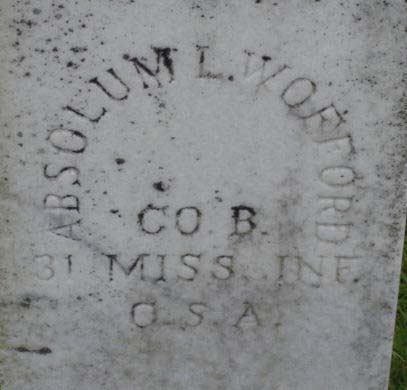 ABSOLUM L. WOFFORD
CO. B.
31 MISS. INF.
C.S.A.